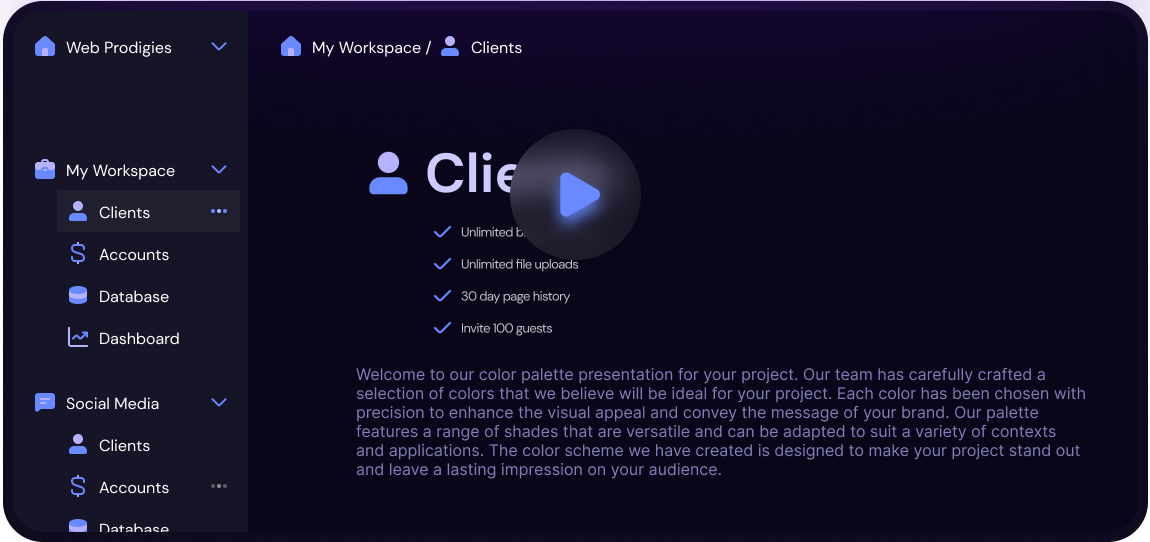 Web Prodigies
My Workspace / Clients
My Workspace
Clients
Accounts
Database
Dashboard
Social Media
Clients
Accounts
Database
Unlimited
Unlimited file uploads
30 day page history
Invite 100 guests
Welcome to our color palette presentation for your project. Our team has carefully crafted a
selection of colors that we believe will be ideal for your project. Each color has been chosen with
precision to enhance the visual appeal and convey the message of your brand. Our palette
features a range of shades that are versatile and can be adapted to suit a variety of contexts
and applications. The color scheme we have created is designed to make your project stand out
and leave a lasting impression on your audience.